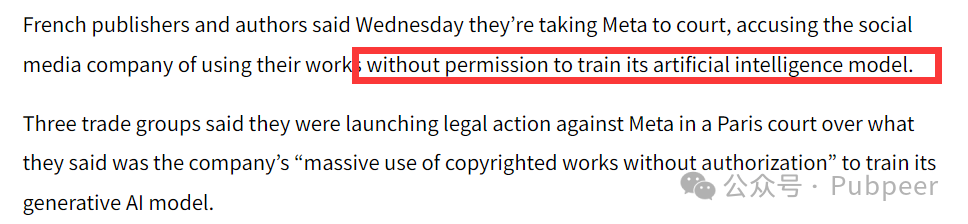 French publishers and authors said Wednesday they’re taking Meta to court, accusing the social
media company of using their works without permission to train its artificial intelligence model.
Three trade groups said they were launching legal action against Meta in a Paris court over what
they said was the company’s “massive use of copyrighted works without authorization” to train its
generative AI model.
公众号 · Pubpeer